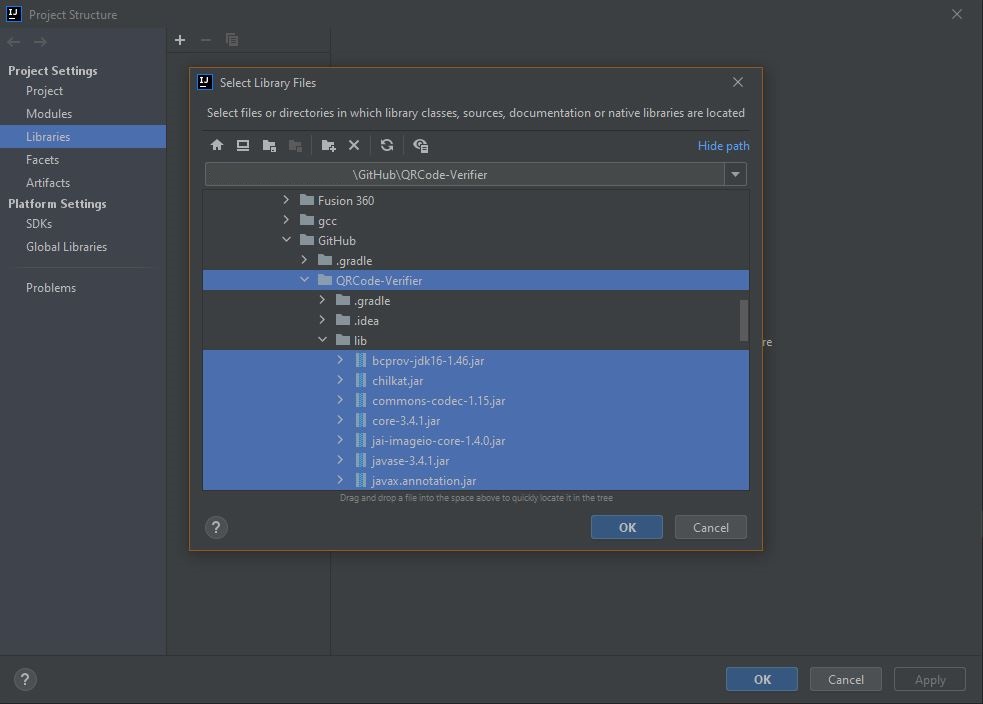 IJ Project Structure
Project Settings
Project
Modules
Libraries
Facets
Artifacts
Platform Settings
SDKs
Global Libraries
Problems
IJ Select Library Files
Select files or directories in which library classes, sources, documentation or native libraries are located
Hide path
\GitHub\QRCode-Verifier
Fusion 360
gcc
GitHub
.gradle
QRCode-Verifier
.gradle
.idea
lib
bcprov-jdk16-1.46.jar
chilkat.jar
commons-codec-1.15.jar
core-3.4.1.jar
jai-imageio-core-1.4.0.jar
javase-3.4.1.jar
javax.annotation.jar
Drag and drop a file into the space above to quickly locate it in the tree
? OK Cancel
re
? OK Cancel Apply